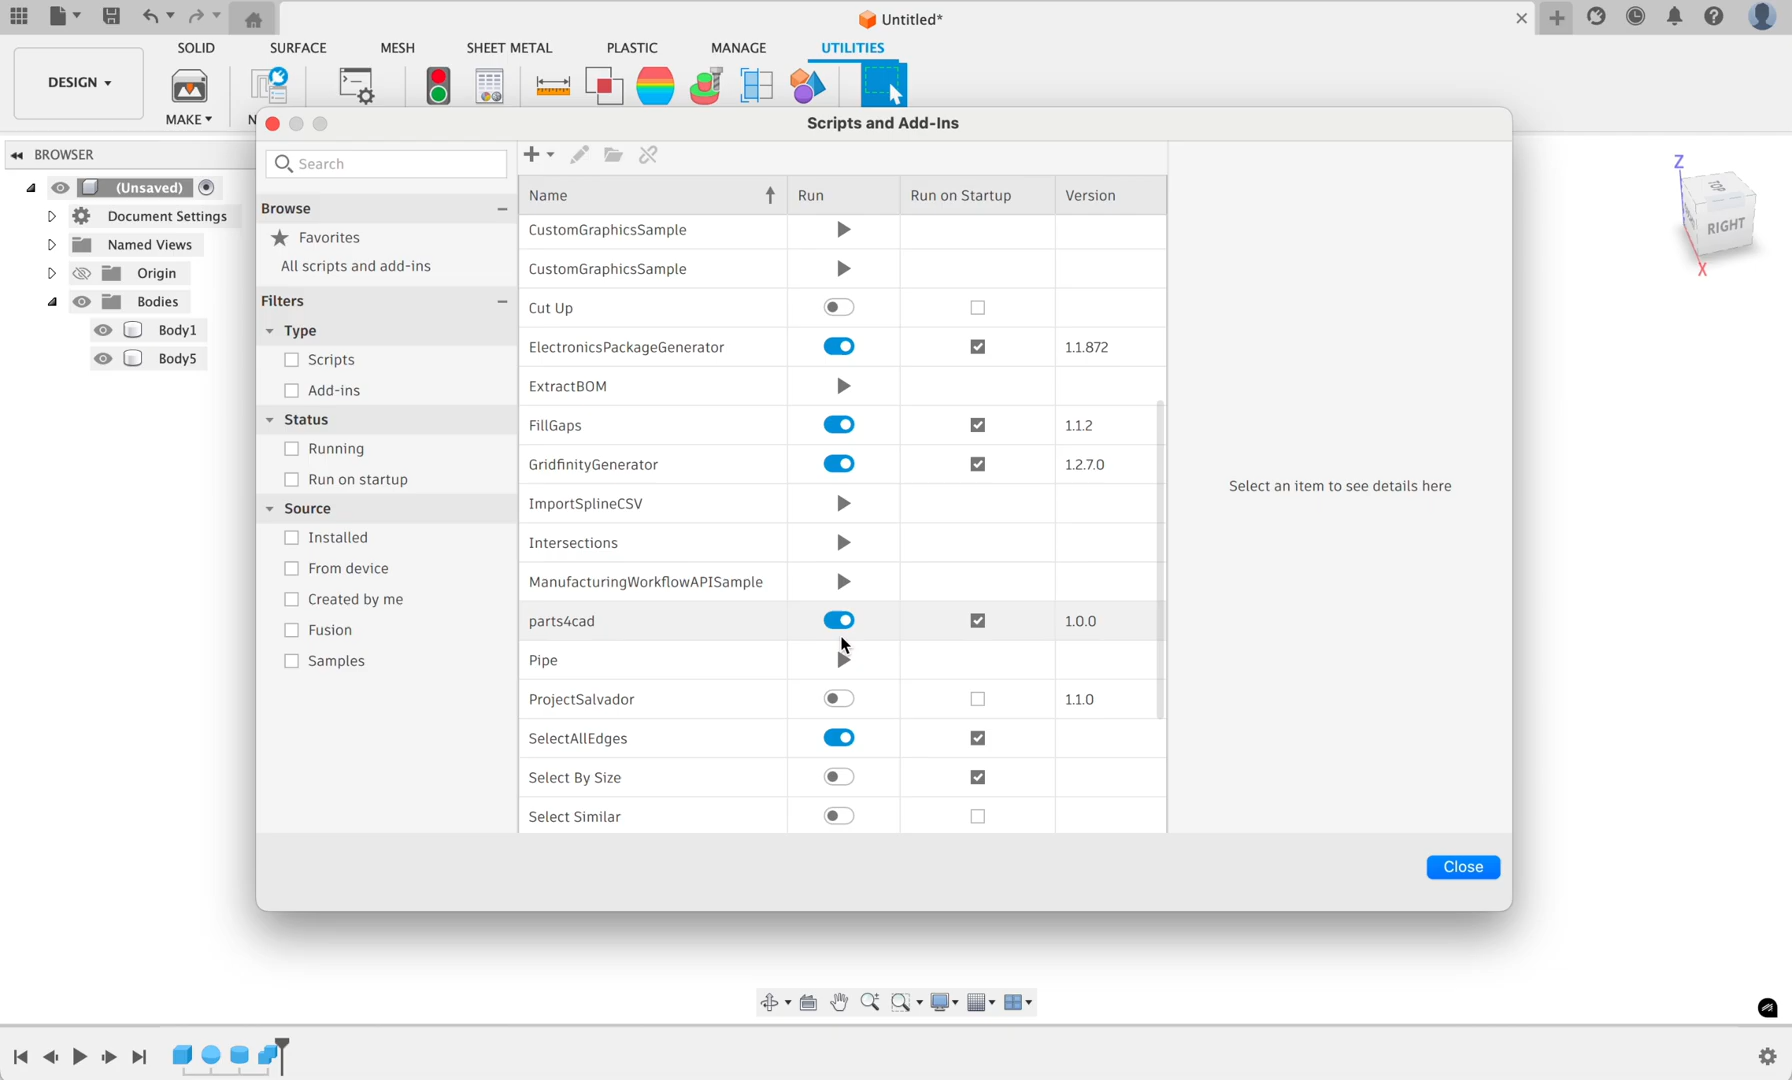 Untitled*
SOLID SURFACE MESH SHEET METAL PLASTIC MANAGE UTILITIES
DESIGN
MAKE
N
Scripts and Add-Ins
BROWSER
(Unsaved)
Document Settings
Named Views
Origin
Bodies
Body1
Body5
Search
Browse
Favorites
All scripts and add-ins
Filters
Type
Scripts
Add-ins
Status
Running
Run on startup
Source
Installed
From device
Created by me
Fusion
Samples
Name Run Run on Startup Version
CustomGraphicsSample
CustomGraphicsSample
Cut Up
ElectronicsPackageGenerator 1.1.872
ExtractBOM
FillGaps 1.1.2
GridfinityGenerator 1.2.7.0
ImportSplineCSV
Intersections
ManufacturingWorkflowAPISample
parts4cad 1.0.0
Pipe
ProjectSalvador 1.1.0
SelectAllEdges
Select By Size
Select Similar
Select an item to see details here
Close
Z
TOP
RIGHT
X